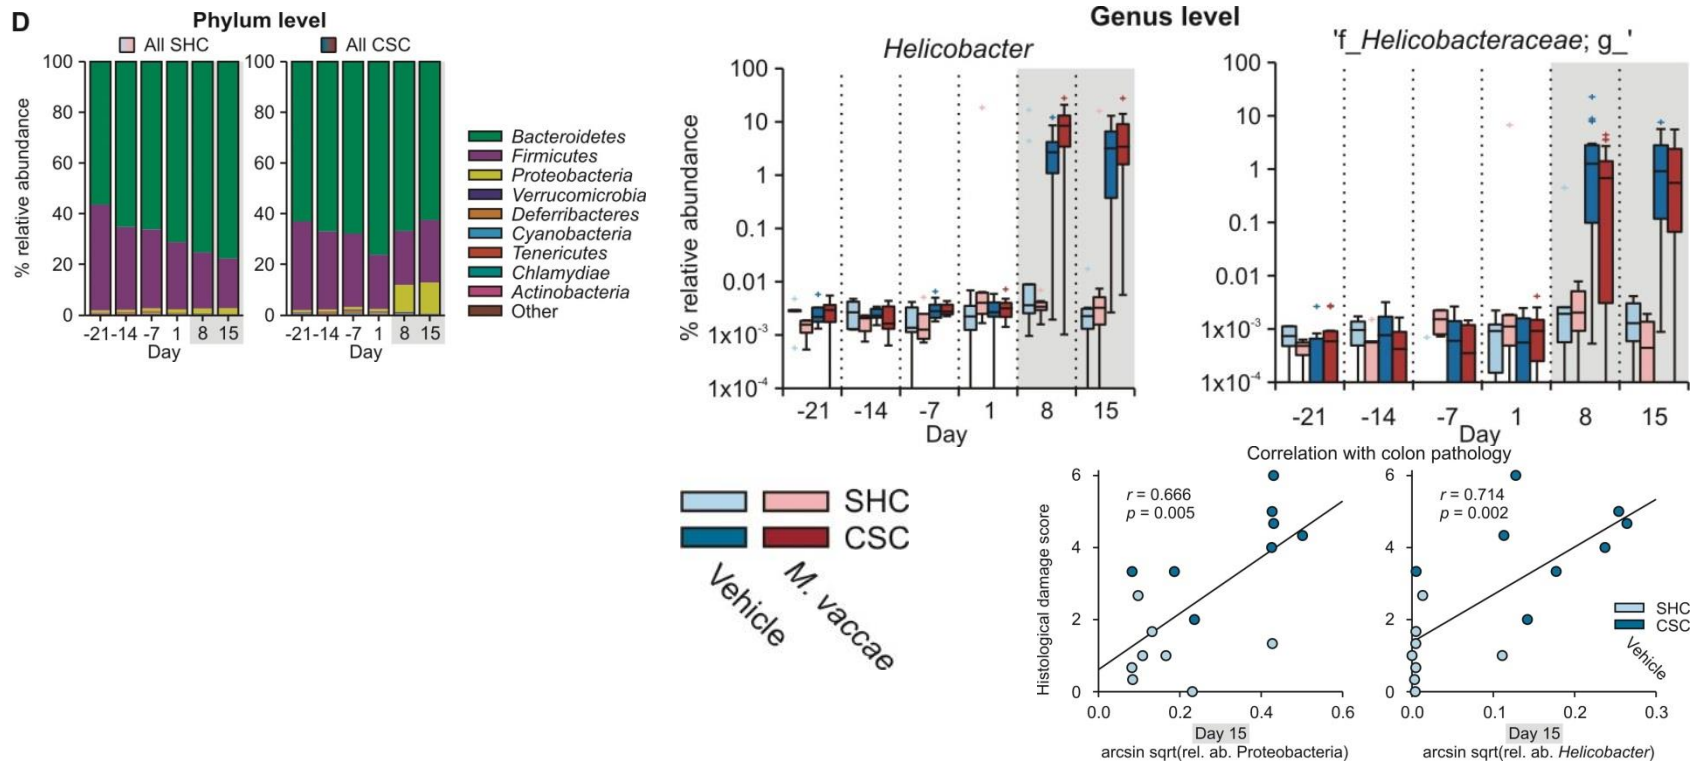 D
Phylum level
All SHC
All CSC
% relative abundance
100
80
60
40
20
0
-21 -14 -7 1 8 15
Day
100
80
60
40
20
0
-21 -14 -7 1 8 15
Day
Bacteroidetes
Firmicutes
Proteobacteria
Verrucomicrobia
Deferribacteres
Cyanobacteria
Tenericutes
Chlamydiae
Actinobacteria
Other
Genus level
Helicobacter
% relative abundance
100
10
1
0.1
0.01
1x10-3
1x10-4
-21 -14 -7 1 8 15
Day
'f_Helicobacteraceae; g_'
100
10
1
0.1
0.01
1x10-3
1x10-4
-21 -14 -7 1 8 15
Day
SHC
CSC
Vehicle
M. vaccae
Correlation with colon pathology
Histological damage score
6
4
2
0
r = 0.666
p = 0.005
0.0 0.2 0.4 0.6
Day 15
arcsin sqrt(rel. ab. Proteobacteria)
6
4
2
0
r = 0.714
p = 0.002
0.0 0.1 0.2 0.3
Day 15
arcsin sqrt(rel. ab. Helicobacter)
SHC
CSC
Vehicle